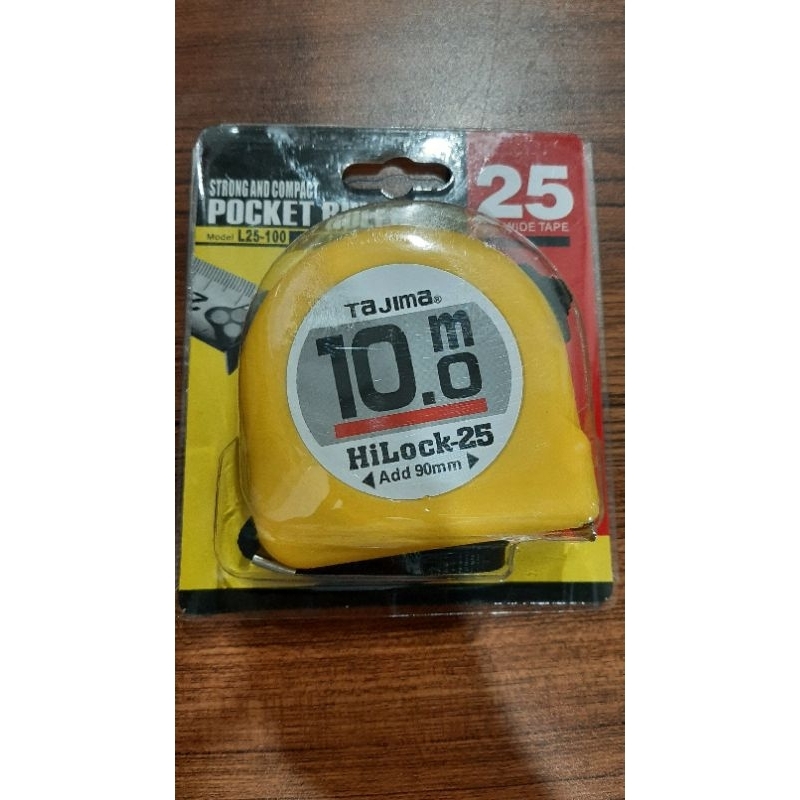 STRONG AND COMPACT
POCKET
Model L25-100
25
WIDE TAPE
TaJima®
10.0 m
HiLock-25
◀ Add 90mm ▶